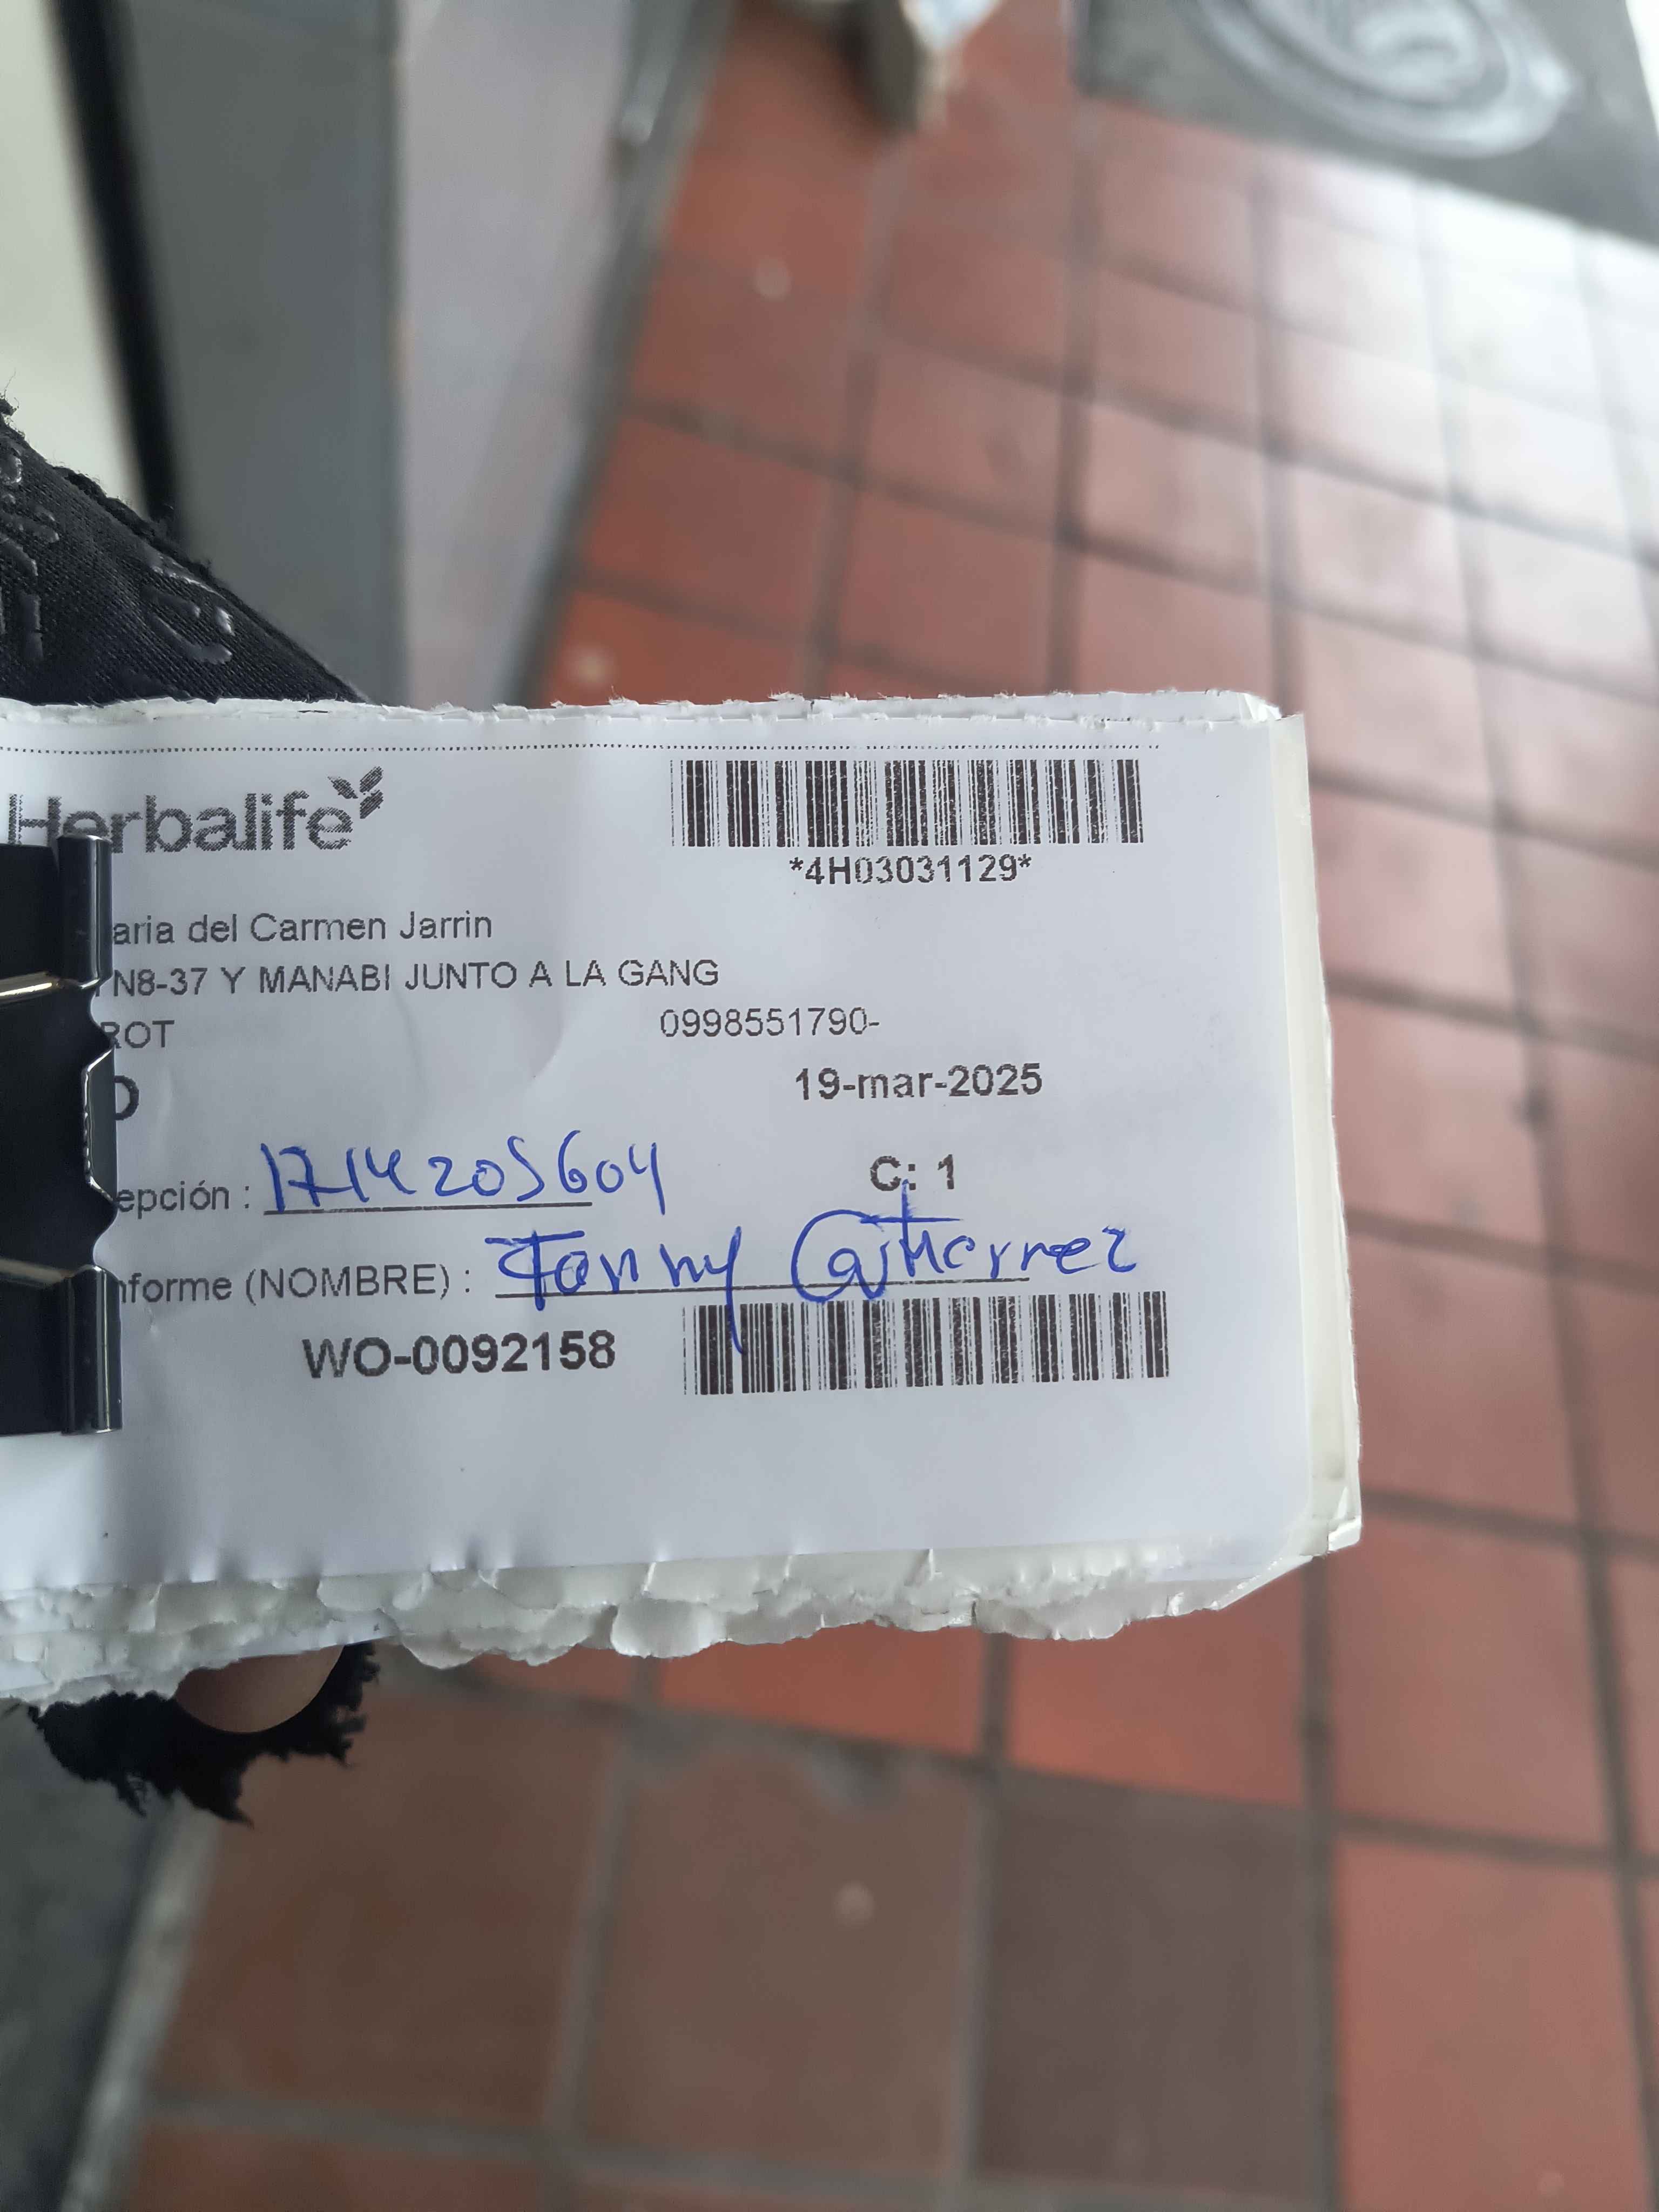 Herbalife
*4H03031129*
aria del Carmen Jarrin
N8-37 Y MANABI JUNTO A LA GANG
ROT 0998551790-
O 19-mar-2025
epción : 1714205604 C: 1
nforme (NOMBRE) : Tanny Gutierrez
WO-0092158